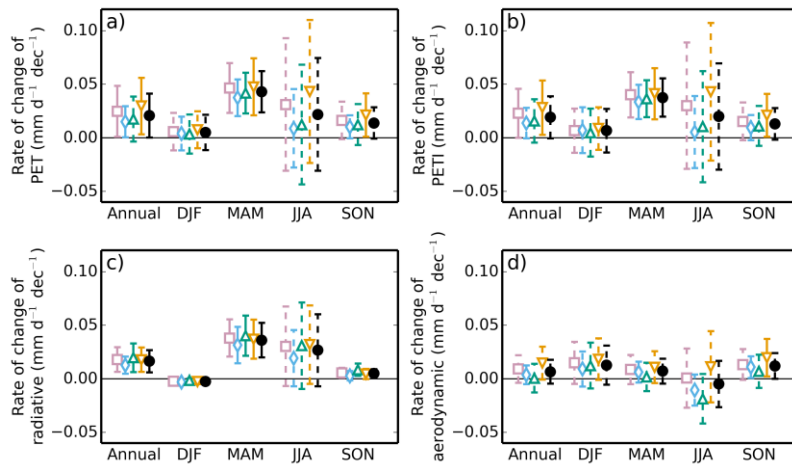 a)
Rate of change of
PET (mm d⁻¹ dec⁻¹)
0.10
0.05
0.00
−0.05
Annual DJF MAM JJA SON
b)
Rate of change of
PETI (mm d⁻¹ dec⁻¹)
0.10
0.05
0.00
−0.05
Annual DJF MAM JJA SON
c)
Rate of change of
radiative (mm d⁻¹ dec⁻¹)
0.10
0.05
0.00
−0.05
Annual DJF MAM JJA SON
d)
Rate of change of
aerodynamic (mm d⁻¹ dec⁻¹)
0.10
0.05
0.00
−0.05
Annual DJF MAM JJA SON